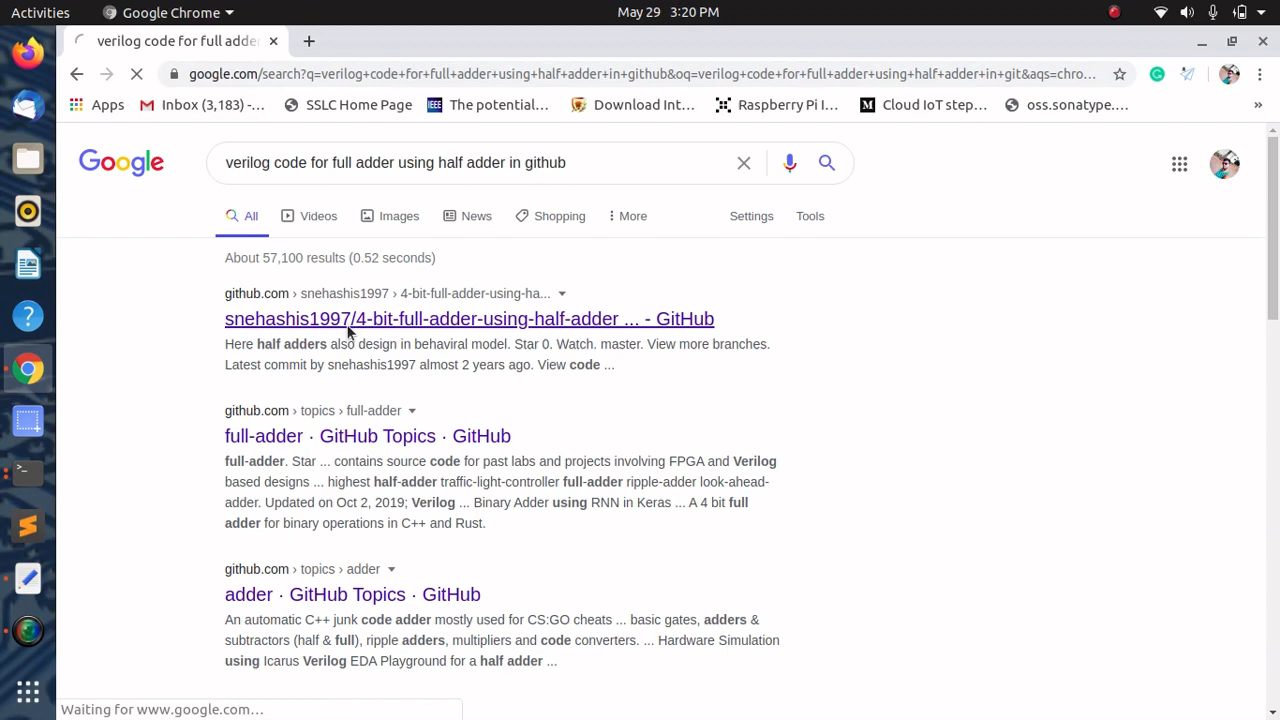 Activities Google Chrome May 29 3:20 PM
verilog code for full adde
google.com/search?q=verilog+code+for+full+adder+using+half+adder+in+github&oq=verilog+code+for+full+adder+using+half+adder+in+git&aqs=chro...
Apps Inbox (3,183) -... SSLC Home Page IEEE The potential... Download Int... Raspberry Pi I... M Cloud IoT step... oss.sonatype.... »
Google verilog code for full adder using half adder in github
All Videos Images News Shopping More Settings Tools
About 57,100 results (0.52 seconds)
github.com › snehashis1997 › 4-bit-full-adder-using-ha...
snehashis1997/4-bit-full-adder-using-half-adder ... - GitHub
Here half adders also design in behaviral model. Star 0. Watch. master. View more branches.
Latest commit by snehashis1997 almost 2 years ago. View code ...
github.com › topics › full-adder
full-adder · GitHub Topics · GitHub
full-adder. Star ... contains source code for past labs and projects involving FPGA and Verilog
based designs ... highest half-adder traffic-light-controller full-adder ripple-adder look-ahead-
adder. Updated on Oct 2, 2019; Verilog ... Binary Adder using RNN in Keras ... A 4 bit full
adder for binary operations in C++ and Rust.
github.com › topics › adder
adder · GitHub Topics · GitHub
An automatic C++ junk code adder mostly used for CS:GO cheats ... basic gates, adders &
subtractors (half & full), ripple adders, multipliers and code converters. ... Hardware Simulation
using Icarus Verilog EDA Playground for a half adder ...
Waiting for www.google.com…